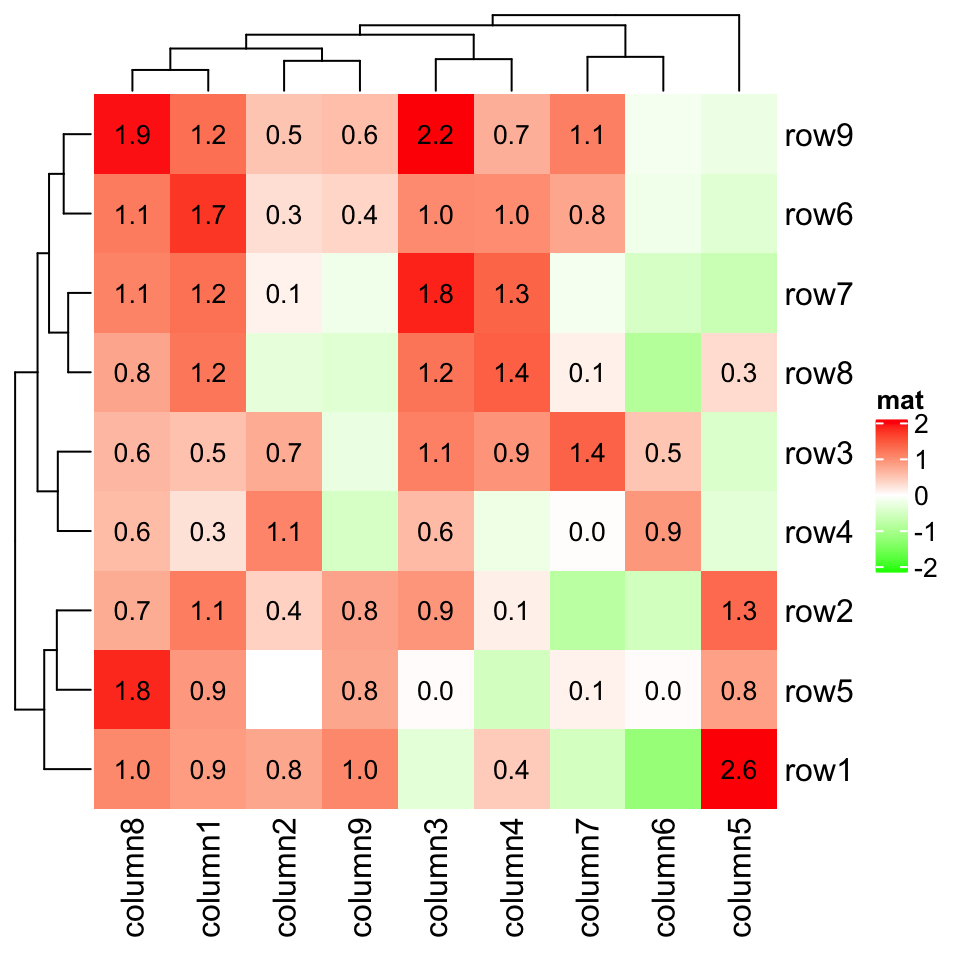 1.9 1.2 0.5 0.6 2.2 0.7 1.1 row9
1.1 1.7 0.3 0.4 1.0 1.0 0.8 row6
1.1 1.2 0.1 1.8 1.3 row7
0.8 1.2 1.2 1.4 0.1 0.3 row8
0.6 0.5 0.7 1.1 0.9 1.4 0.5 row3
0.6 0.3 1.1 0.6 0.0 0.9 row4
0.7 1.1 0.4 0.8 0.9 0.1 1.3 row2
1.8 0.9 0.8 0.0 0.1 0.0 0.8 row5
1.0 0.9 0.8 1.0 0.4 2.6 row1
column8 column1 column2 column9 column3 column4 column7 column6 column5
mat
2
1
0
-1
-2